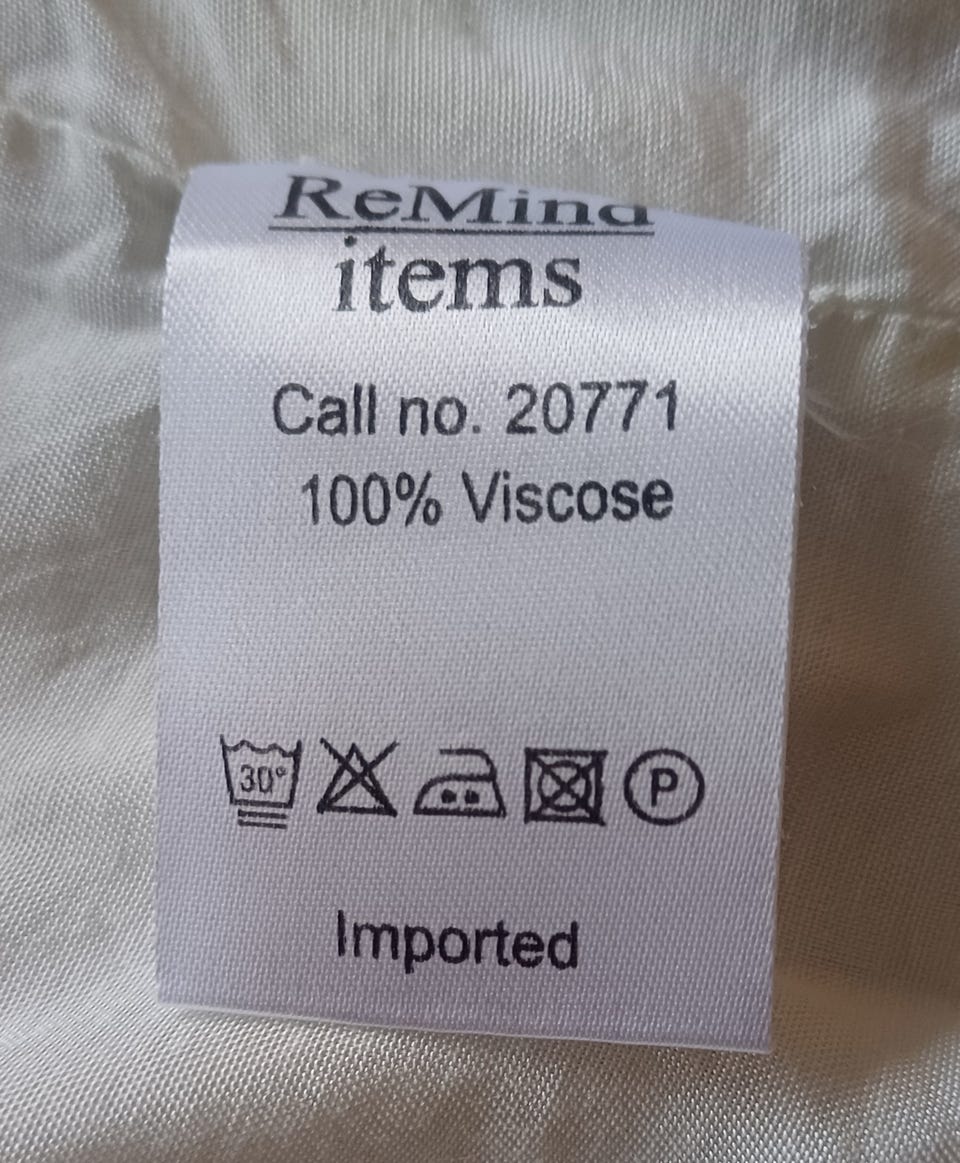 ReMind
items
Call no. 20771
100% Viscose
30°
P
Imported